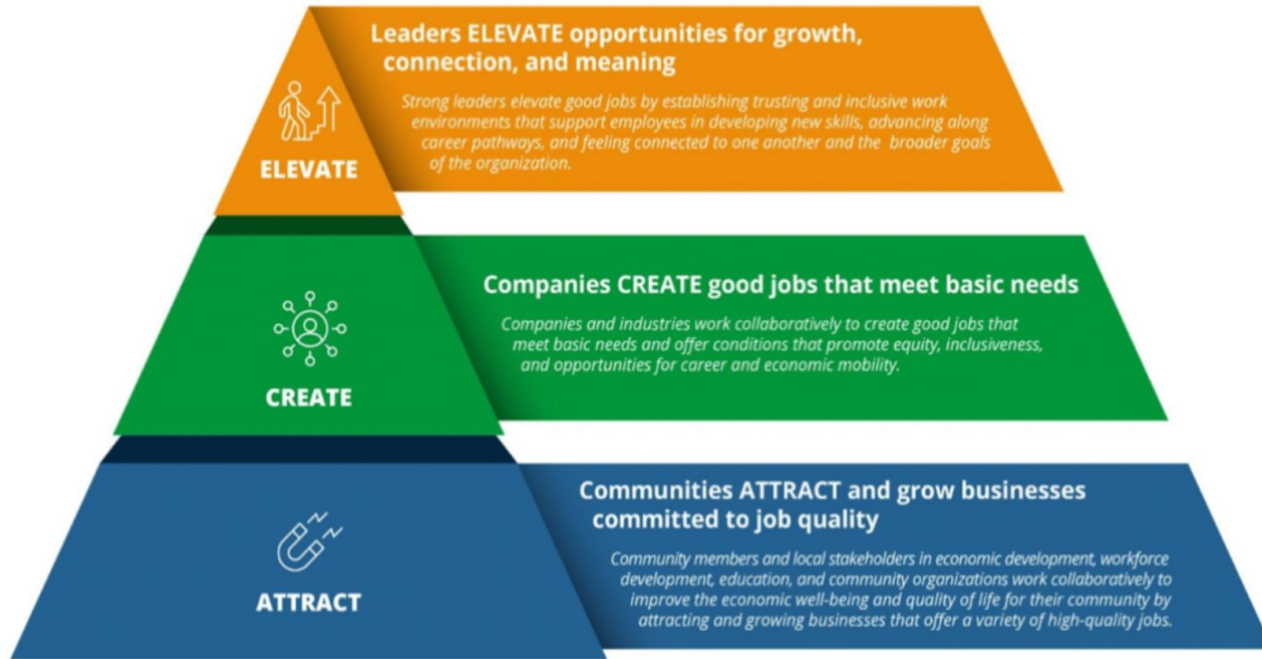 Leaders ELEVATE opportunities for growth,
connection, and meaning
Strong leaders elevate good jobs by establishing trusting and inclusive work
environments that support employees in developing new skills, advancing along
career pathways, and feeling connected to one another and the broader goals
of the organization.
ELEVATE
Companies CREATE good jobs that meet basic needs
Companies and industries work collaboratively to create good jobs that
meet basic needs and offer conditions that promote equity, inclusiveness,
and opportunities for career and economic mobility.
CREATE
Communities ATTRACT and grow businesses
committed to job quality
Community members and local stakeholders in economic development, workforce
development, education, and community organizations work collaboratively to
improve the economic well-being and quality of life for their community by
attracting and growing businesses that offer a variety of high-quality jobs.
ATTRACT